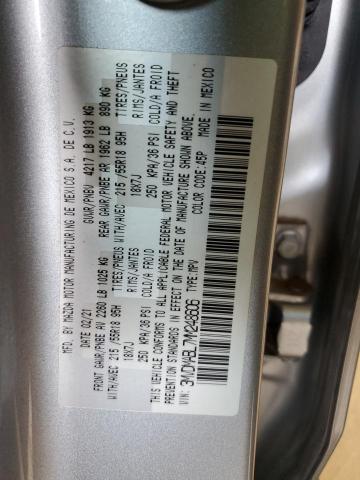 MFD. BY MAZDA MOTOR MANUFACTURING DE MEXICO S.A. DE C.V.
DATE: 02/21 GVWR/PNBV 4217 LB 1913 KG
FRONT GAWR/PNBE AV 2260 LB 1025 KG REAR GAWR/PNBE AR 1962 LB 890 KG
TIRES/PNEUS WITH/AVEC 215/55R18 95H TIRES/PNEUS WITH/AVEC 215/55R18 95H
RIMS/JANTES 18X7J RIMS/JANTES 18X7J
COLD/A FROID 250 KPA/36 PSI COLD/A FROID 250 KPA/36 PSI
THIS VEHICLE CONFORMS TO ALL APPLICABLE FEDERAL MOTOR VEHICLE SAFETY AND THEFT
PREVENTION STANDARDS IN EFFECT ON THE DATE OF MANUFACTURE SHOWN ABOVE.
TYPE: MPV COLOR CODE: 45P
MADE IN MEXICO